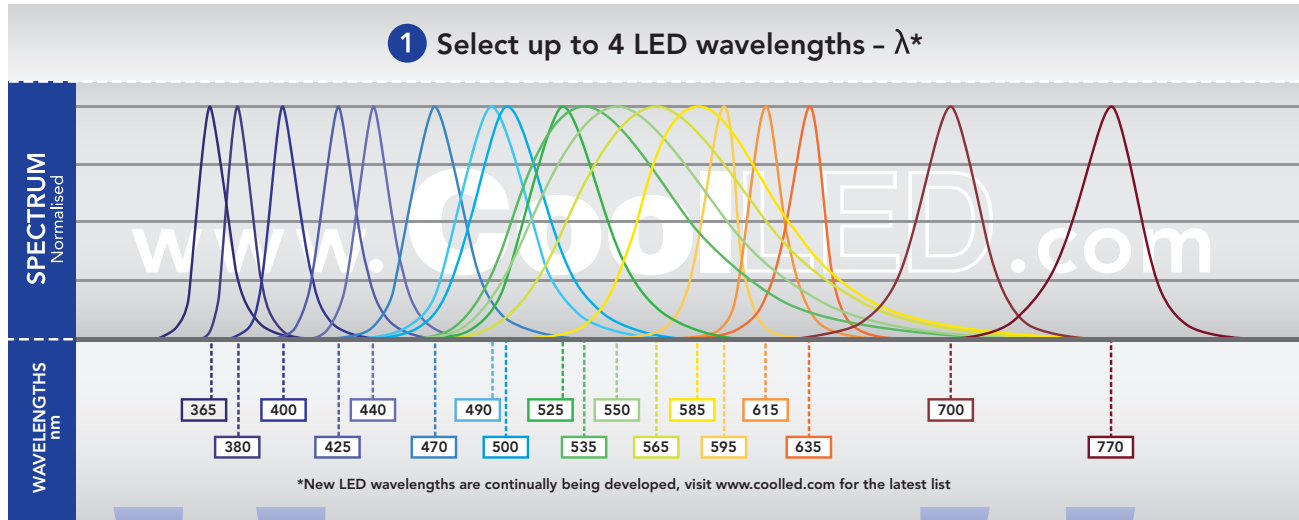 1 Select up to 4 LED wavelengths – λ*
SPECTRUM
Normalised
www.CoolLED.com
WAVELENGTHS
nm
365 400 440 490 525 550 585 615 700
380 425 470 500 535 565 595 635 770
*New LED wavelengths are continually being developed, visit www.coolled.com for the latest list